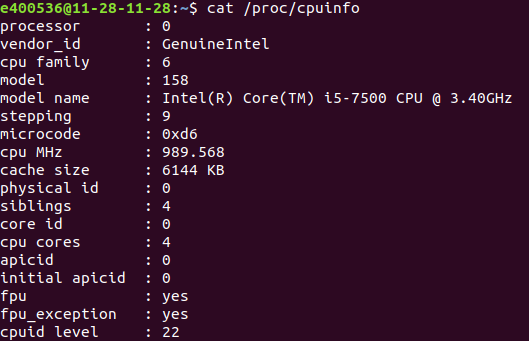 e400536@11-28-11-28:~$ cat /proc/cpuinfo
processor : 0
vendor_id : GenuineIntel
cpu family : 6
model : 158
model name : Intel(R) Core(TM) i5-7500 CPU @ 3.40GHz
stepping : 9
microcode : 0xd6
cpu MHz : 989.568
cache size : 6144 KB
physical id : 0
siblings : 4
core id : 0
cpu cores : 4
apicid : 0
initial apicid : 0
fpu : yes
fpu_exception : yes
cpuid level : 22